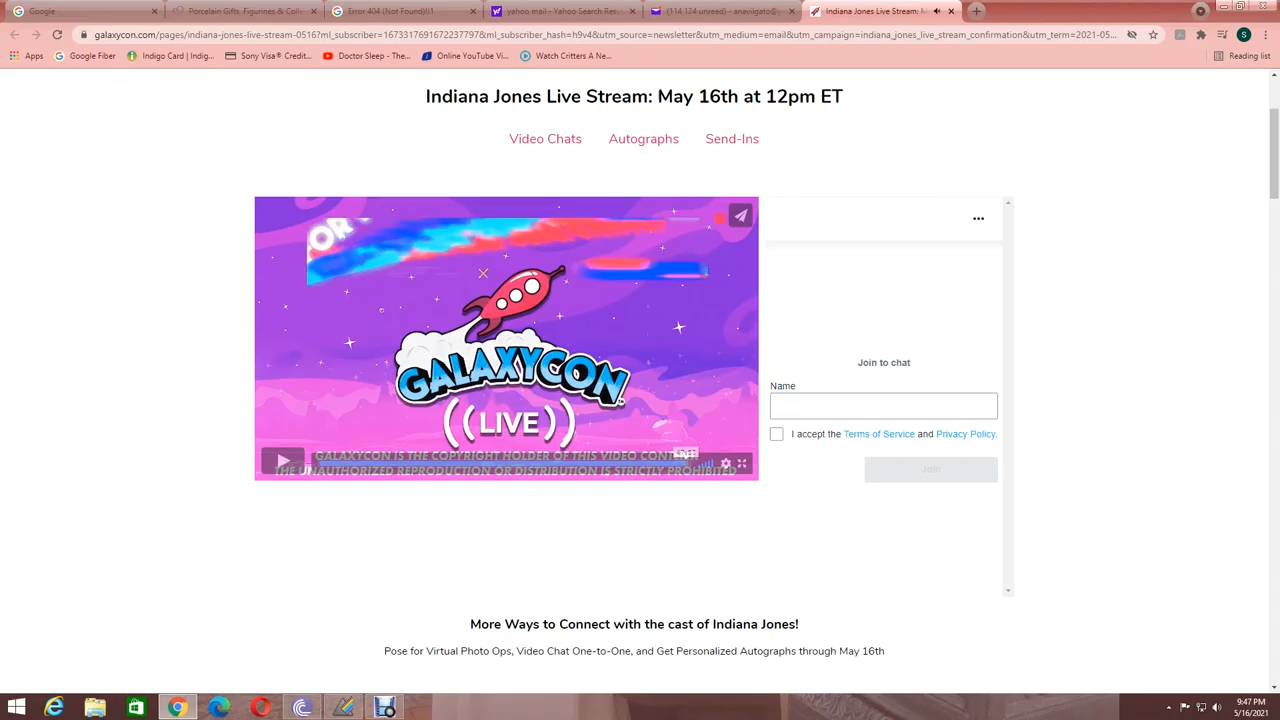 Google
Porcelain Gifts, Figurines & Colle
Error 404 (Not Found)!!1
yahoo mail - Yahoo Search Resu
(114,124 unread) - anavilgato@y
Indiana Jones Live Stream: M
galaxycon.com/pages/indiana-jones-live-stream-0516?ml_subscriber=1673317691672237797&ml_subscriber_hash=h9v4&utm_source=newsletter&utm_medium=email&utm_campaign=indiana_jones_live_stream_confirmation&utm_term=2021-05...
S
Apps
Google Fiber
Indigo Card | Indig...
Sony Visa® Credit...
Doctor Sleep - The...
Online YouTube Vi...
Watch Critters A Ne...
Reading list
Indiana Jones Live Stream: May 16th at 12pm ET
Video Chats
Autographs
Send-Ins
OR
GALAXYCON
((LIVE))
GALAXYCON IS THE COPYRIGHT HOLDER OF THIS VIDEO CONT
THE UNAUTHORIZED REPRODUCTION OR DISTRIBUTION IS STRICTLY PROHIBITED
Join to chat
Name
I accept the Terms of Service and Privacy Policy.
Join
More Ways to Connect with the cast of Indiana Jones!
Pose for Virtual Photo Ops, Video Chat One-to-One, and Get Personalized Autographs through May 16th
9:47 PM
5/16/2021